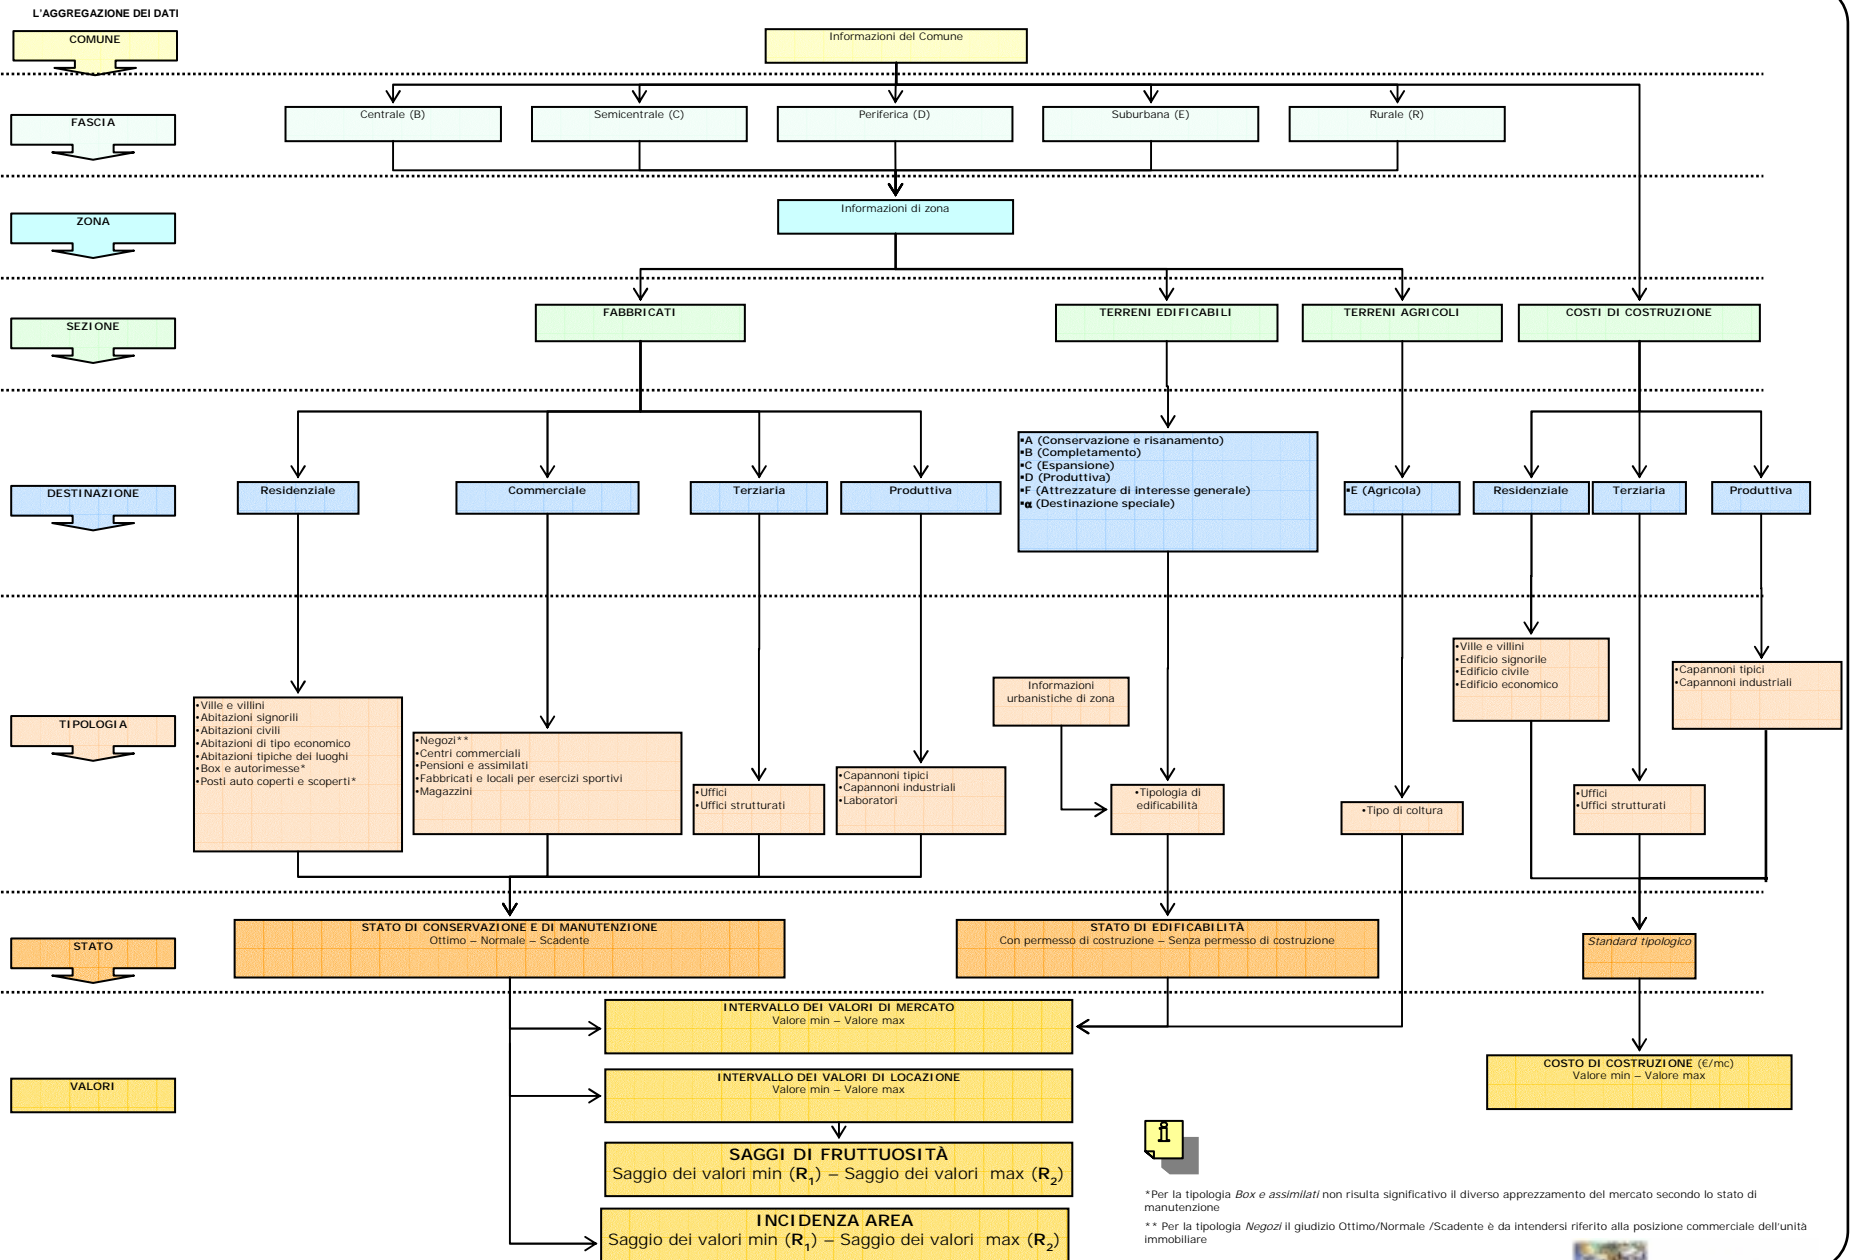 L'AGGREGAZIONE DEI DATI
COMUNE
Informazioni del Comune
FASCIA
Centrale (B)
Semicentrale (C)
Periferica (D)
Suburbana (E)
Rurale (R)
ZONA
Informazioni di zona
SEZIONE
FABBRICATI
TERRENI EDIFICABILI
TERRENI AGRICOLI
COSTI DI COSTRUZIONE
DESTINAZIONE
Residenziale
Commerciale
Terziaria
Produttiva
▪A (Conservazione e risanamento)
▪B (Completamento)
▪C (Espansione)
▪D (Produttiva)
▪F (Attrezzature di interesse generale)
▪α (Destinazione speciale)
▪E (Agricola)
Residenziale
Terziaria
Produttiva
TIPOLOGIA
•Ville e villini
•Abitazioni signorili
•Abitazioni civili
•Abitazioni di tipo economico
•Abitazioni tipiche dei luoghi
•Box e autorimesse*
•Posti auto coperti e scoperti*
•Negozi**
•Centri commerciali
•Pensioni e assimilati
•Fabbricati e locali per esercizi sportivi
•Magazzini
•Uffici
•Uffici strutturati
•Capannoni tipici
•Capannoni industriali
•Laboratori
Informazioni
urbanistiche di zona
•Tipologia di
edificabilità
•Tipo di coltura
•Ville e villini
•Edificio signorile
•Edificio civile
•Edificio economico
•Uffici
•Uffici strutturati
•Capannoni tipici
•Capannoni industriali
STATO
STATO DI CONSERVAZIONE E DI MANUTENZIONE
Ottimo – Normale – Scadente
STATO DI EDIFICABILITÀ
Con permesso di costruzione – Senza permesso di costruzione
Standard tipologico
VALORI
INTERVALLO DEI VALORI DI MERCATO
Valore min – Valore max
INTERVALLO DEI VALORI DI LOCAZIONE
Valore min – Valore max
SAGGI DI FRUTTUOSITÀ
Saggio dei valori min (R1) – Saggio dei valori max (R2)
INCIDENZA AREA
Saggio dei valori min (R1) – Saggio dei valori max (R2)
COSTO DI COSTRUZIONE (€/mc)
Valore min – Valore max
i
*Per la tipologia Box e assimilati non risulta significativo il diverso apprezzamento del mercato secondo lo stato di
manutenzione
** Per la tipologia Negozi il giudizio Ottimo/Normale /Scadente è da intendersi riferito alla posizione commerciale dell'unità
immobiliare